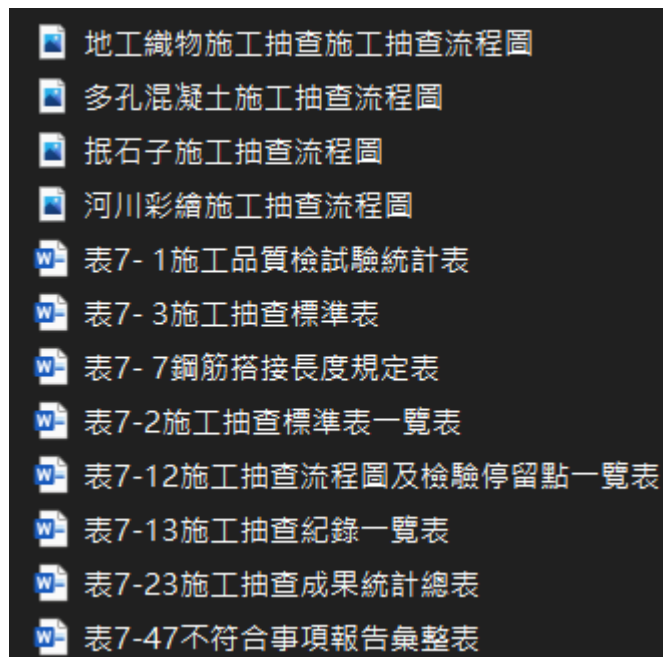 地工織物施工抽查施工抽查流程圖
多孔混凝土施工抽查流程圖
抿石子施工抽查流程圖
河川彩繪施工抽查流程圖
表7- 1施工品質檢試驗統計表
表7- 3施工抽查標準表
表7- 7鋼筋搭接長度規定表
表7-2施工抽查標準表一覽表
表7-12施工抽查流程圖及檢驗停留點一覽表
表7-13施工抽查紀錄一覽表
表7-23施工抽查成果統計總表
表7-47不符合事項報告彙整表